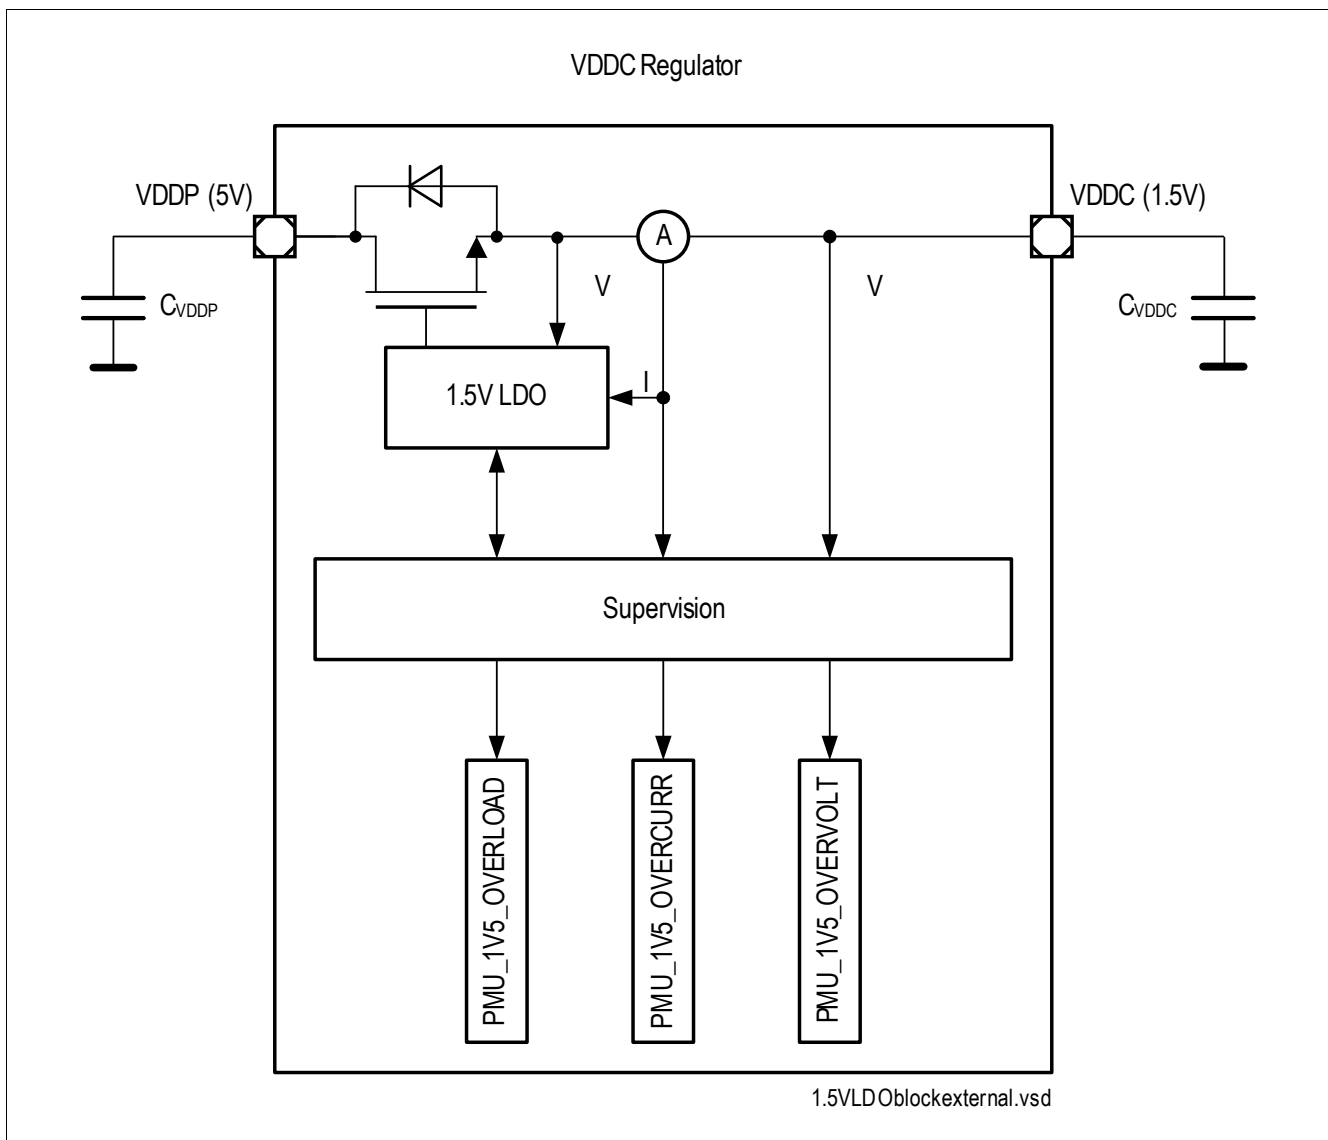 VDDC Regulator
VDDP (5V)
VDDC (1.5V)
A
V
V
CVDDP
CVDDC
I
1.5V LDO
Supervision
PMU_1V5_OVERLOAD
PMU_1V5_OVERCURR
PMU_1V5_OVERVOLT
1.5VLDOblockexternal.vsd